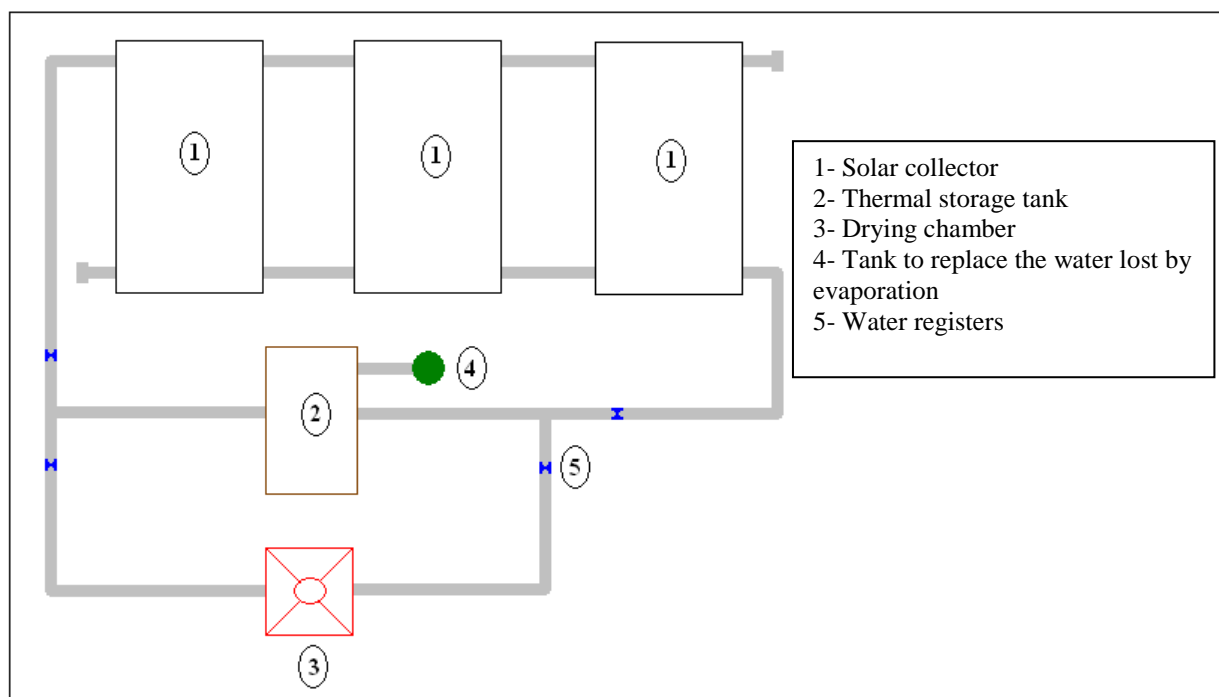 1
1
1
1- Solar collector
2- Thermal storage tank
3- Drying chamber
4- Tank to replace the water lost by
evaporation
5- Water registers
4
2
5
3